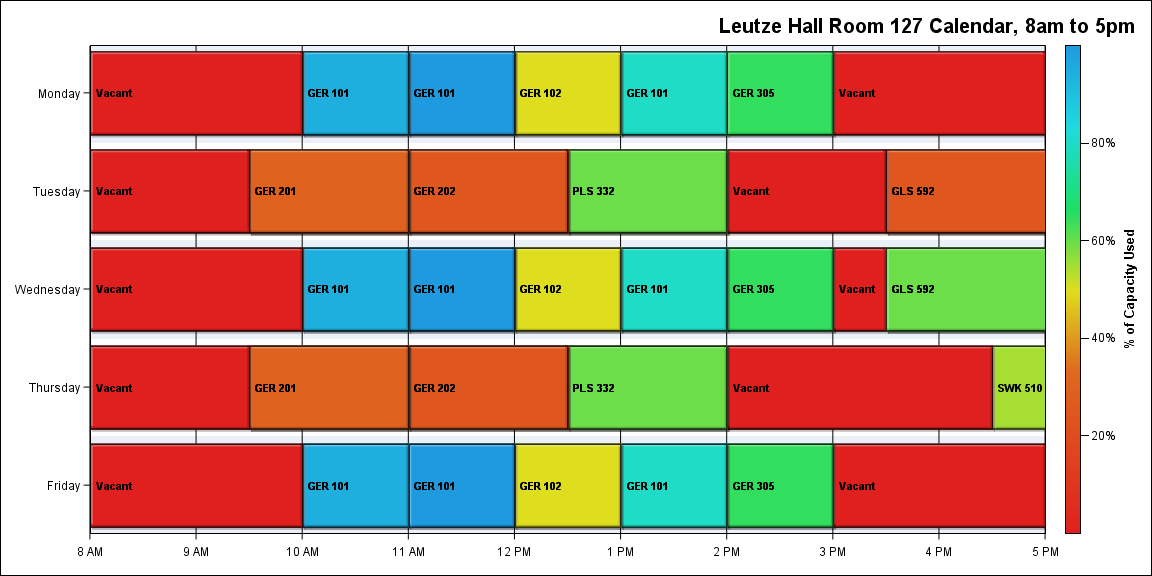 Leutze Hall Room 127 Calendar, 8am to 5pm
Monday
Vacant
GER 101
GER 101
GER 102
GER 101
GER 305
Vacant
Tuesday
Vacant
GER 201
GER 202
PLS 332
Vacant
GLS 592
Wednesday
Vacant
GER 101
GER 101
GER 102
GER 101
GER 305
Vacant
GLS 592
Thursday
Vacant
GER 201
GER 202
PLS 332
Vacant
SWK 510
Friday
Vacant
GER 101
GER 101
GER 102
GER 101
GER 305
Vacant
8 AM
9 AM
10 AM
11 AM
12 PM
1 PM
2 PM
3 PM
4 PM
5 PM
80%
60%
40%
20%
% of Capacity Used